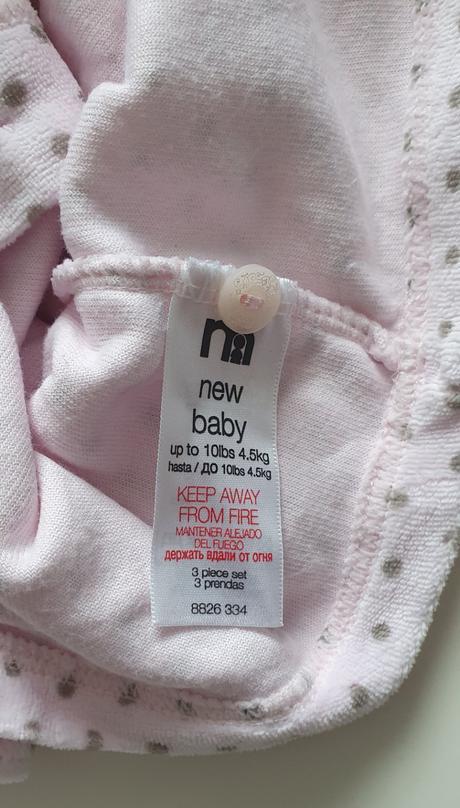 new
baby
up to 10lbs 4.5kg
hasta / ДО 10lbs 4.5kg
KEEP AWAY
FROM FIRE
MANTENER ALEJADO
DEL FUEGO
держать вдали от огня
3 piece set
3 prendas
8826 334